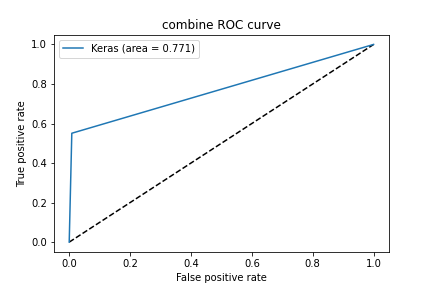 combine ROC curve
Keras (area = 0.771)
True positive rate
1.0
0.8
0.6
0.4
0.2
0.0
0.0 0.2 0.4 0.6 0.8 1.0
False positive rate